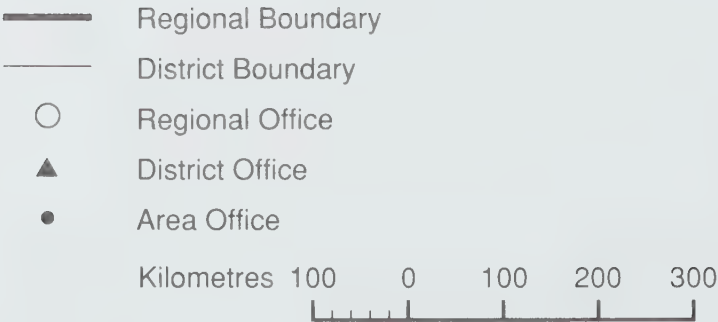 Regional Boundary
District Boundary
Regional Office
District Office
Area Office
Kilometres 100 0 100 200 300